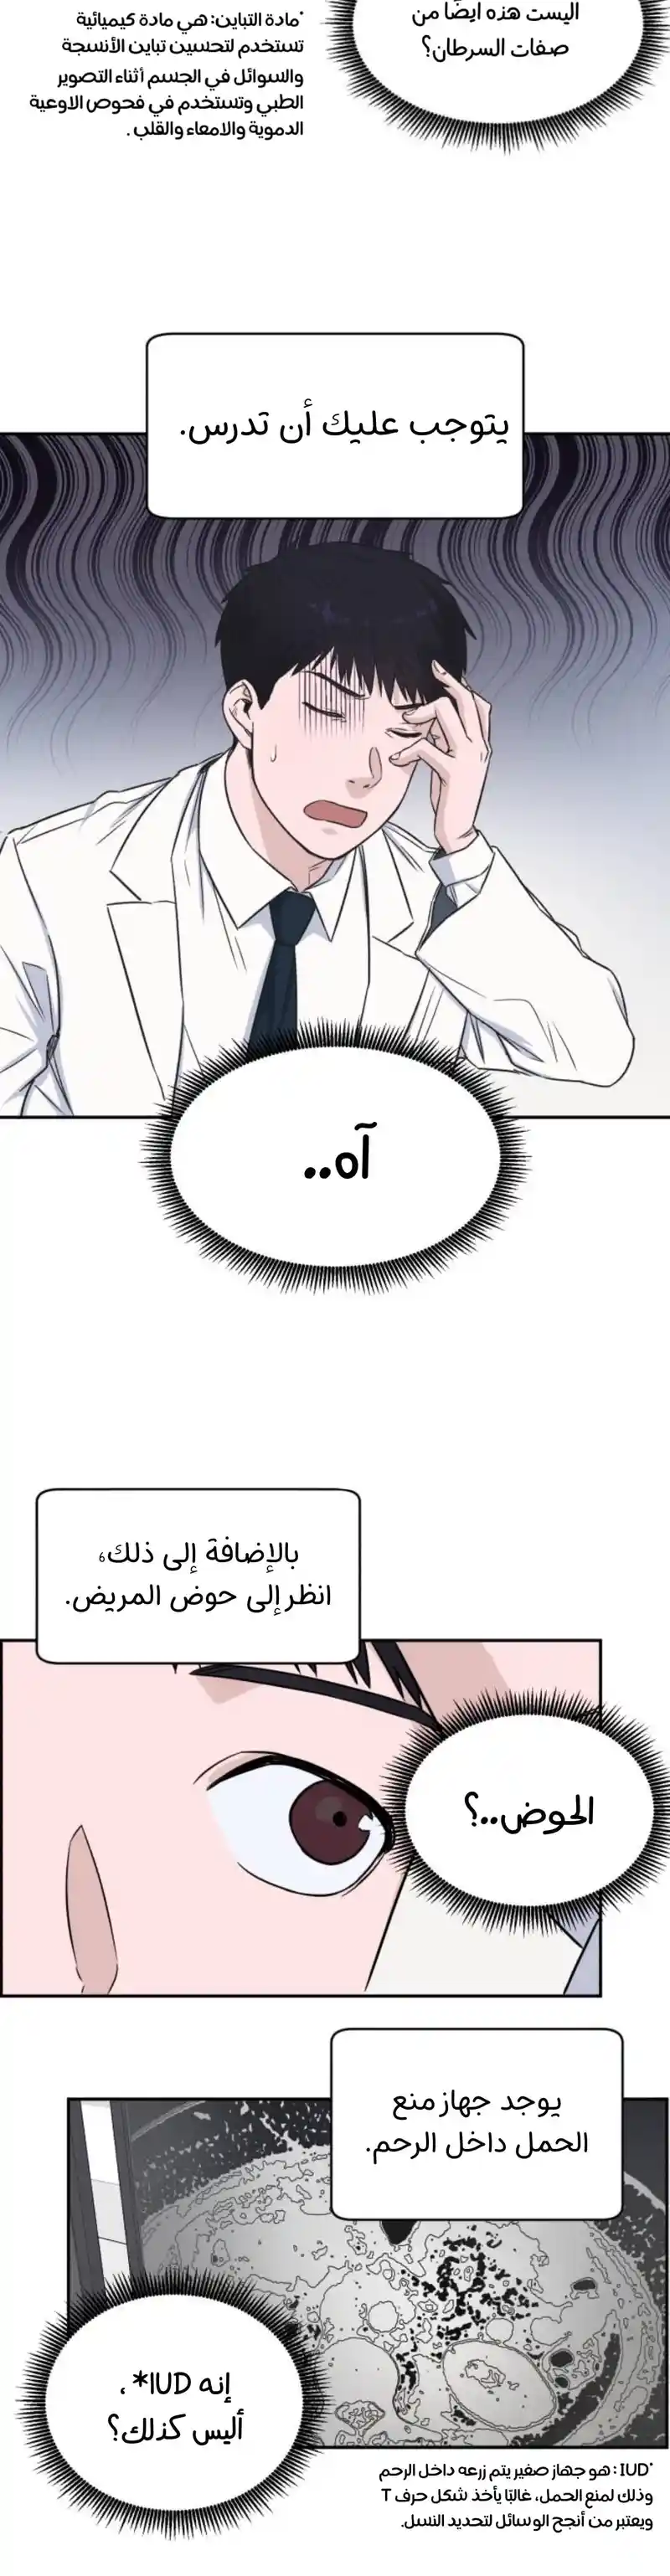 اليست هذه ايضًا من
صفات السرطان؟
*مادة التباين: هي مادة كيميائية
تستخدم لتحسين تباين الأنسجة
والسوائل في الجسم أثناء التصوير
الطبي وتستخدم في فحوص الاوعية
الدموية والامعاء والقلب .
يتوجب عليك أن تدرس.
آه..
بالإضافة إلى ذلك،
انظر إلى حوض المريض.
الحوض..؟
يوجد جهاز منع
الحمل داخل الرحم.
إنه IUD* ،
أليس كذلك؟
*IUD : هو جهاز صغير يتم زرعه داخل الرحم
وذلك لمنع الحمل، غالبًا يأخذ شكل حرف T
ويعتبر من أنجح الوسائل لتحديد النسل.